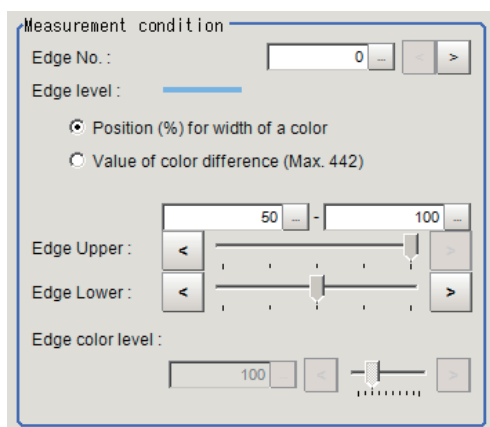 Measurement condition
Edge No. : 0 ... < >
Edge level :
Position (%) for width of a color
Value of color difference (Max. 442)
50 ... - 100 ...
Edge Upper : < >
Edge Lower : < >
Edge color level :
100 ... < >